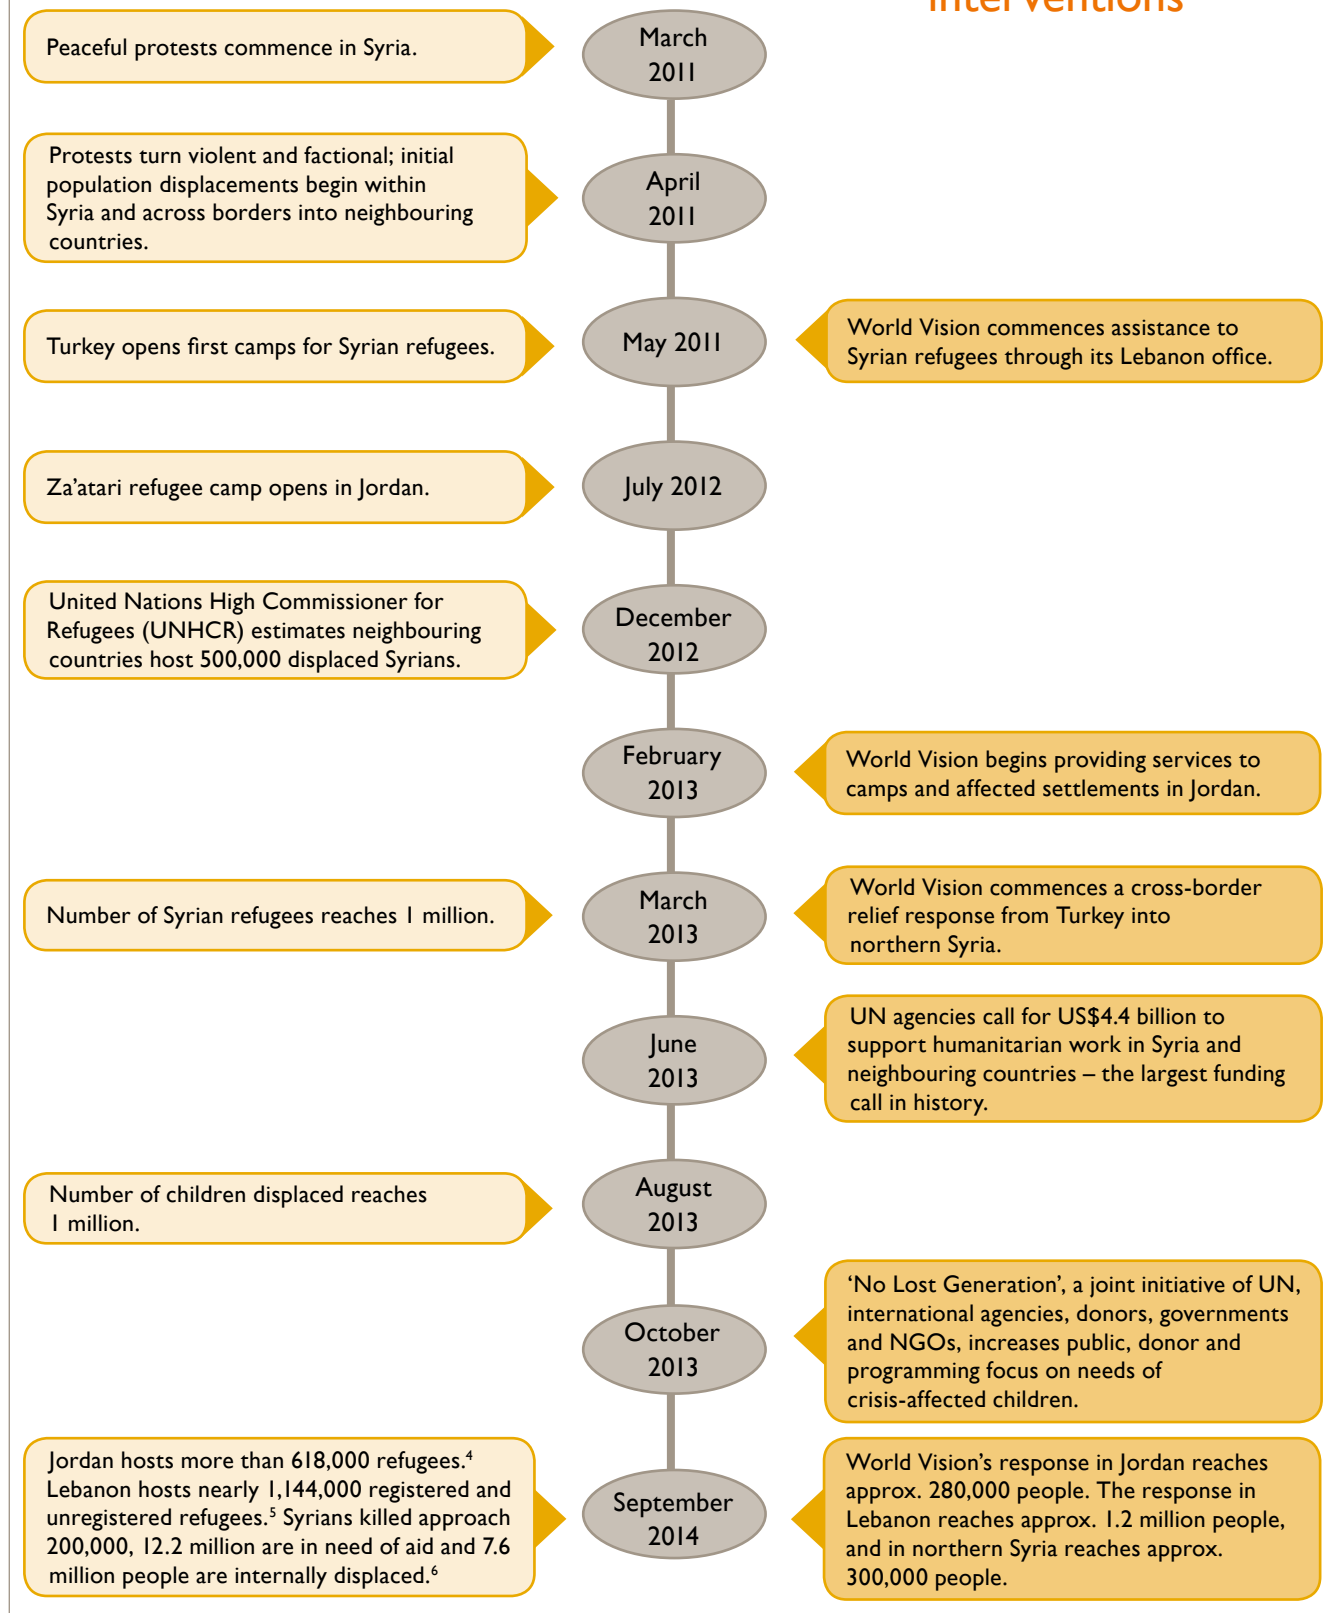 interventions
Peaceful protests commence in Syria.
March
2011
Protests turn violent and factional; initial
population displacements begin within
Syria and across borders into neighbouring
countries.
April
2011
Turkey opens first camps for Syrian refugees.
May 2011
World Vision commences assistance to
Syrian refugees through its Lebanon office.
Za’atari refugee camp opens in Jordan.
July 2012
United Nations High Commissioner for
Refugees (UNHCR) estimates neighbouring
countries host 500,000 displaced Syrians.
December
2012
February
2013
World Vision begins providing services to
camps and affected settlements in Jordan.
Number of Syrian refugees reaches 1 million.
March
2013
World Vision commences a cross-border
relief response from Turkey into
northern Syria.
June
2013
UN agencies call for US$4.4 billion to
support humanitarian work in Syria and
neighbouring countries – the largest funding
call in history.
Number of children displaced reaches
1 million.
August
2013
October
2013
‘No Lost Generation’, a joint initiative of UN,
international agencies, donors, governments
and NGOs, increases public, donor and
programming focus on needs of
crisis-affected children.
Jordan hosts more than 618,000 refugees.⁴
Lebanon hosts nearly 1,144,000 registered and
unregistered refugees.⁵ Syrians killed approach
200,000, 12.2 million are in need of aid and 7.6
million people are internally displaced.⁶
September
2014
World Vision’s response in Jordan reaches
approx. 280,000 people. The response in
Lebanon reaches approx. 1.2 million people,
and in northern Syria reaches approx.
300,000 people.